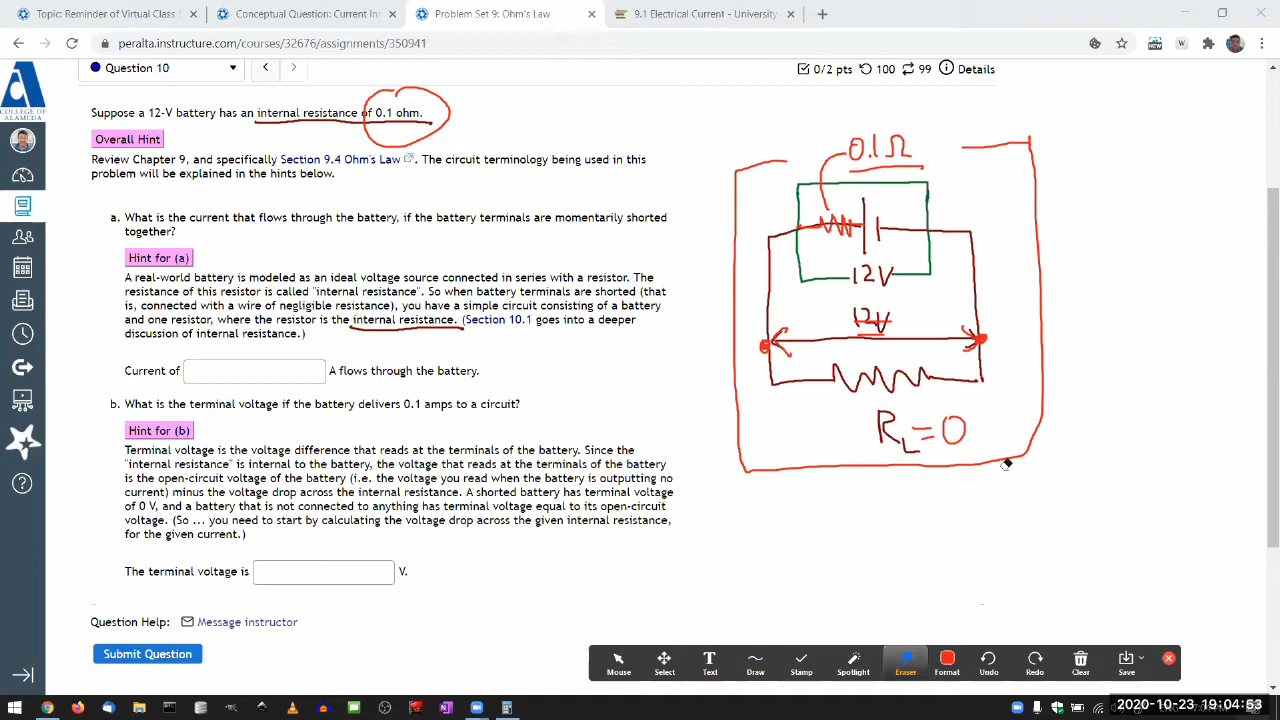 Topic: Reminder of Virtual Class E
Conceptual Question: Current In
Problem Set 9: Ohm's Law
9.1 Electrical Current - University
peralta.instructure.com/courses/32676/assignments/350941
NEW
W
COLLEGE OF
ALAMEDA
Question 10
0/2 pts 100 99 Details
Suppose a 12-V battery has an internal resistance of 0.1 ohm.
Overall Hint
Review Chapter 9, and specifically Section 9.4 Ohm's Law. The circuit terminology being used in this
problem will be explained in the hints below.
a. What is the current that flows through the battery, if the battery terminals are momentarily shorted
together?
Hint for (a)
A real-world battery is modeled as an ideal voltage source connected in series with a resistor. The
resistance of this resistor is called "internal resistance". So when battery terminals are shorted (that
is, connected with a wire of negligible resistance), you have a simple circuit consisting of a battery
and one resistor, where the resistor is the internal resistance. (Section 10.1 goes into a deeper
discussion of internal resistance.)
Current of A flows through the battery.
b. What is the terminal voltage if the battery delivers 0.1 amps to a circuit?
Hint for (b)
Terminal voltage is the voltage difference that reads at the terminals of the battery. Since the
"internal resistance" is internal to the battery, the voltage that reads at the terminals of the battery
is the open-circuit voltage of the battery (i.e. the voltage you read when the battery is outputting no
current) minus the voltage drop across the internal resistance. A shorted battery has terminal voltage
of 0 V, and a battery that is not connected to anything has terminal voltage equal to its open-circuit
voltage. (So ... you need to start by calculating the voltage drop across the given internal resistance,
for the given current.)
The terminal voltage is V.
Question Help: Message instructor
Submit Question
0.1 Ω
12V
12V
R_L = 0
Mouse Select Text Draw Stamp Spotlight Eraser Format Undo Redo Clear Save
2020-10-23 19:04:53